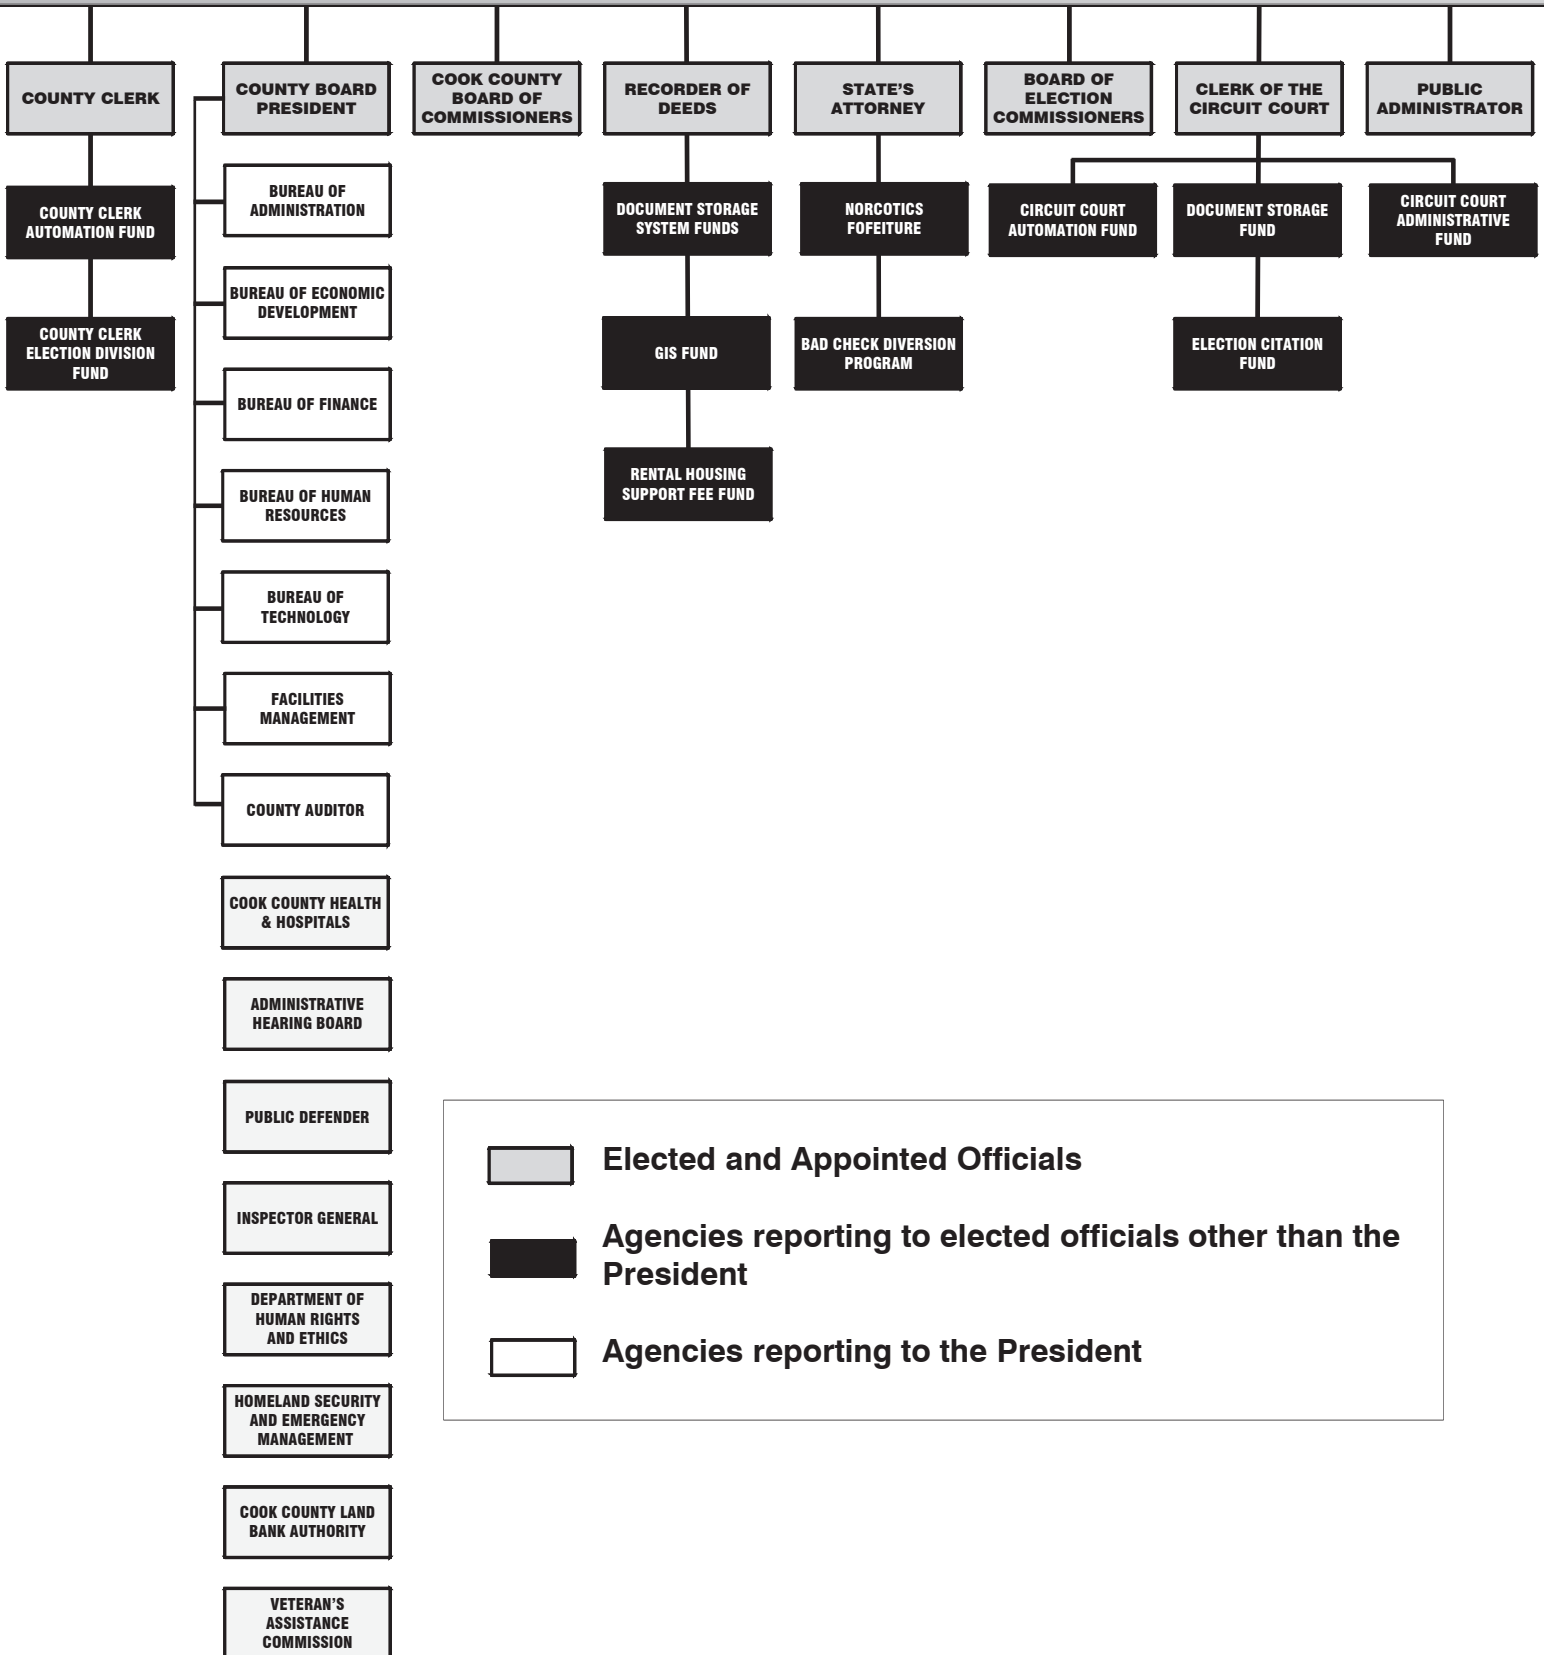 COUNTY CLERK
COUNTY BOARD
PRESIDENT
COOK COUNTY
BOARD OF
COMMISSIONERS
RECORDER OF
DEEDS
STATE'S
ATTORNEY
BOARD OF
ELECTION
COMMISSIONERS
CLERK OF THE
CIRCUIT COURT
PUBLIC
ADMINISTRATOR
COUNTY CLERK
AUTOMATION FUND
COUNTY CLERK
ELECTION DIVISION
FUND
BUREAU OF
ADMINISTRATION
BUREAU OF ECONOMIC
DEVELOPMENT
BUREAU OF FINANCE
BUREAU OF HUMAN
RESOURCES
BUREAU OF
TECHNOLOGY
FACILITIES
MANAGEMENT
COUNTY AUDITOR
COOK COUNTY HEALTH
& HOSPITALS
ADMINISTRATIVE
HEARING BOARD
PUBLIC DEFENDER
INSPECTOR GENERAL
DEPARTMENT OF
HUMAN RIGHTS
AND ETHICS
HOMELAND SECURITY
AND EMERGENCY
MANAGEMENT
COOK COUNTY LAND
BANK AUTHORITY
VETERAN'S
ASSISTANCE
COMMISSION
DOCUMENT STORAGE
SYSTEM FUNDS
GIS FUND
RENTAL HOUSING
SUPPORT FEE FUND
NORCOTICS
FOFEITURE
BAD CHECK DIVERSION
PROGRAM
CIRCUIT COURT
AUTOMATION FUND
DOCUMENT STORAGE
FUND
ELECTION CITATION
FUND
CIRCUIT COURT
ADMINISTRATIVE
FUND
Elected and Appointed Officials
Agencies reporting to elected officials other than the
President
Agencies reporting to the President